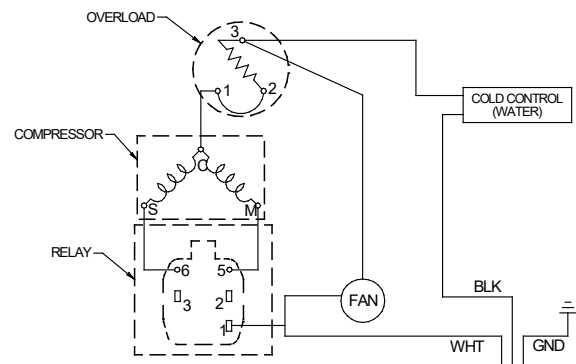 OVERLOAD
3
1
2
COLD CONTROL
(WATER)
COMPRESSOR
C
S
M
RELAY
6
5
3
2
1
FAN
BLK
WHT
GND